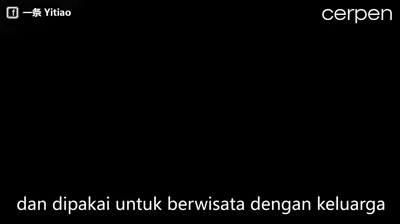 一条 Yitiao
cerpen
dan dipakai untuk berwisata dengan keluarga